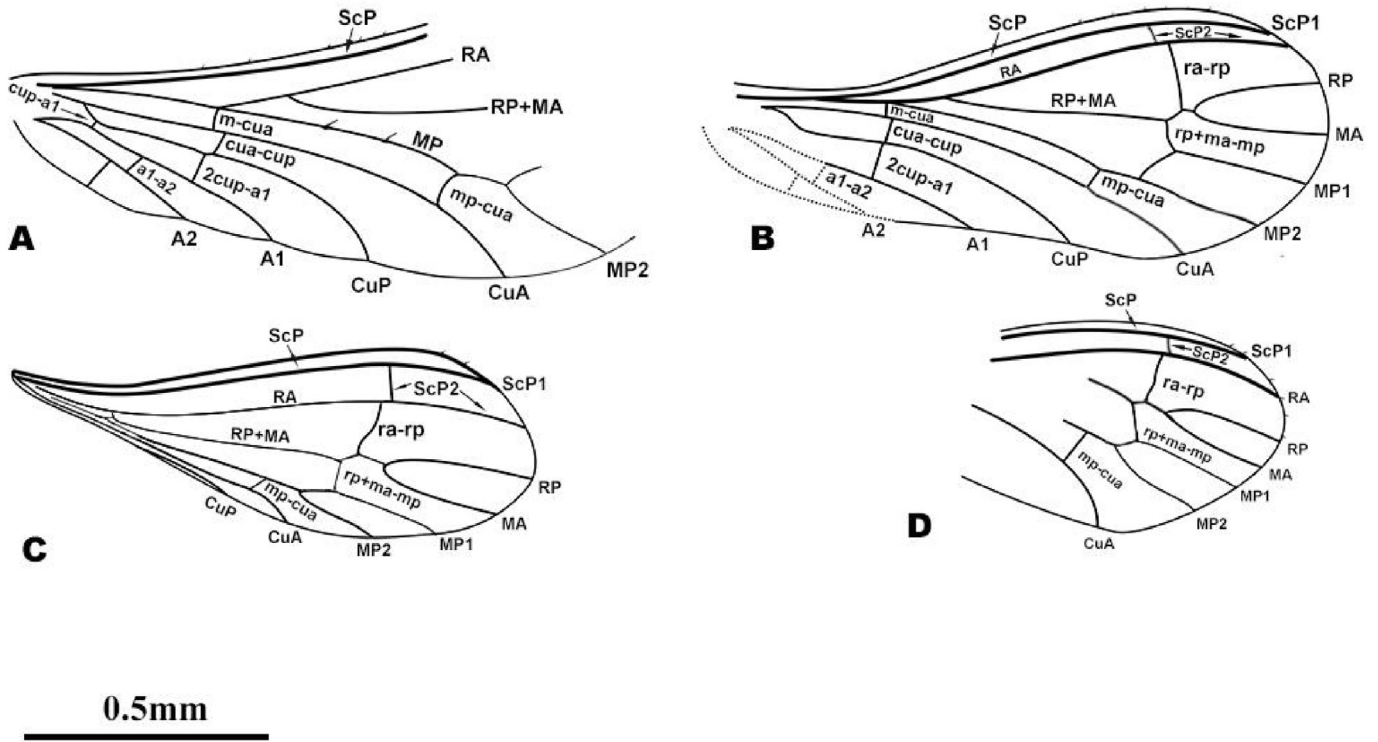 ScP
RA
cup-a1
RP+MA
m-cua
MP
cua-cup
a1-a2
2cup-a1
mp-cua
A
A2
A1
CuP
CuA
MP2
ScP
ScP1
ScP2
RA
ra-rp
RP
RP+MA
m-cua
MA
cua-cup
rp+ma-mp
a1-a2
2cup-a1
mp-cua
MP1
B
A2
A1
MP2
CuP
CuA
ScP
ScP1
ScP2
RA
ra-rp
RP+MA
rp+ma-mp
RP
mp-cua
CuP
MA
CuA
C
MP2
MP1
ScP
ScP1
ScP2
ra-rp
RA
rp+ma-mp
RP
mp-cua
MA
MP1
D
MP2
CuA
0.5mm